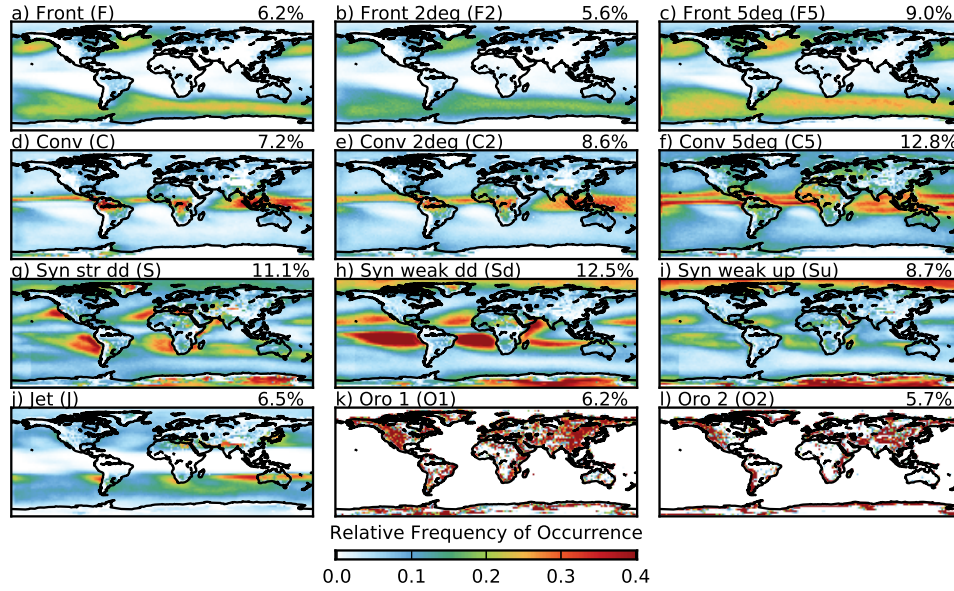 a) Front (F) 6.2% b) Front 2deg (F2) 5.6% c) Front 5deg (F5) 9.0%
d) Conv (C) 7.2% e) Conv 2deg (C2) 8.6% f) Conv 5deg (C5) 12.8%
g) Syn str dd (S) 11.1% h) Syn weak dd (Sd) 12.5% i) Syn weak up (Su) 8.7%
j) Jet (J) 6.5% k) Oro 1 (O1) 6.2% l) Oro 2 (O2) 5.7%
Relative Frequency of Occurrence
0.0 0.1 0.2 0.3 0.4